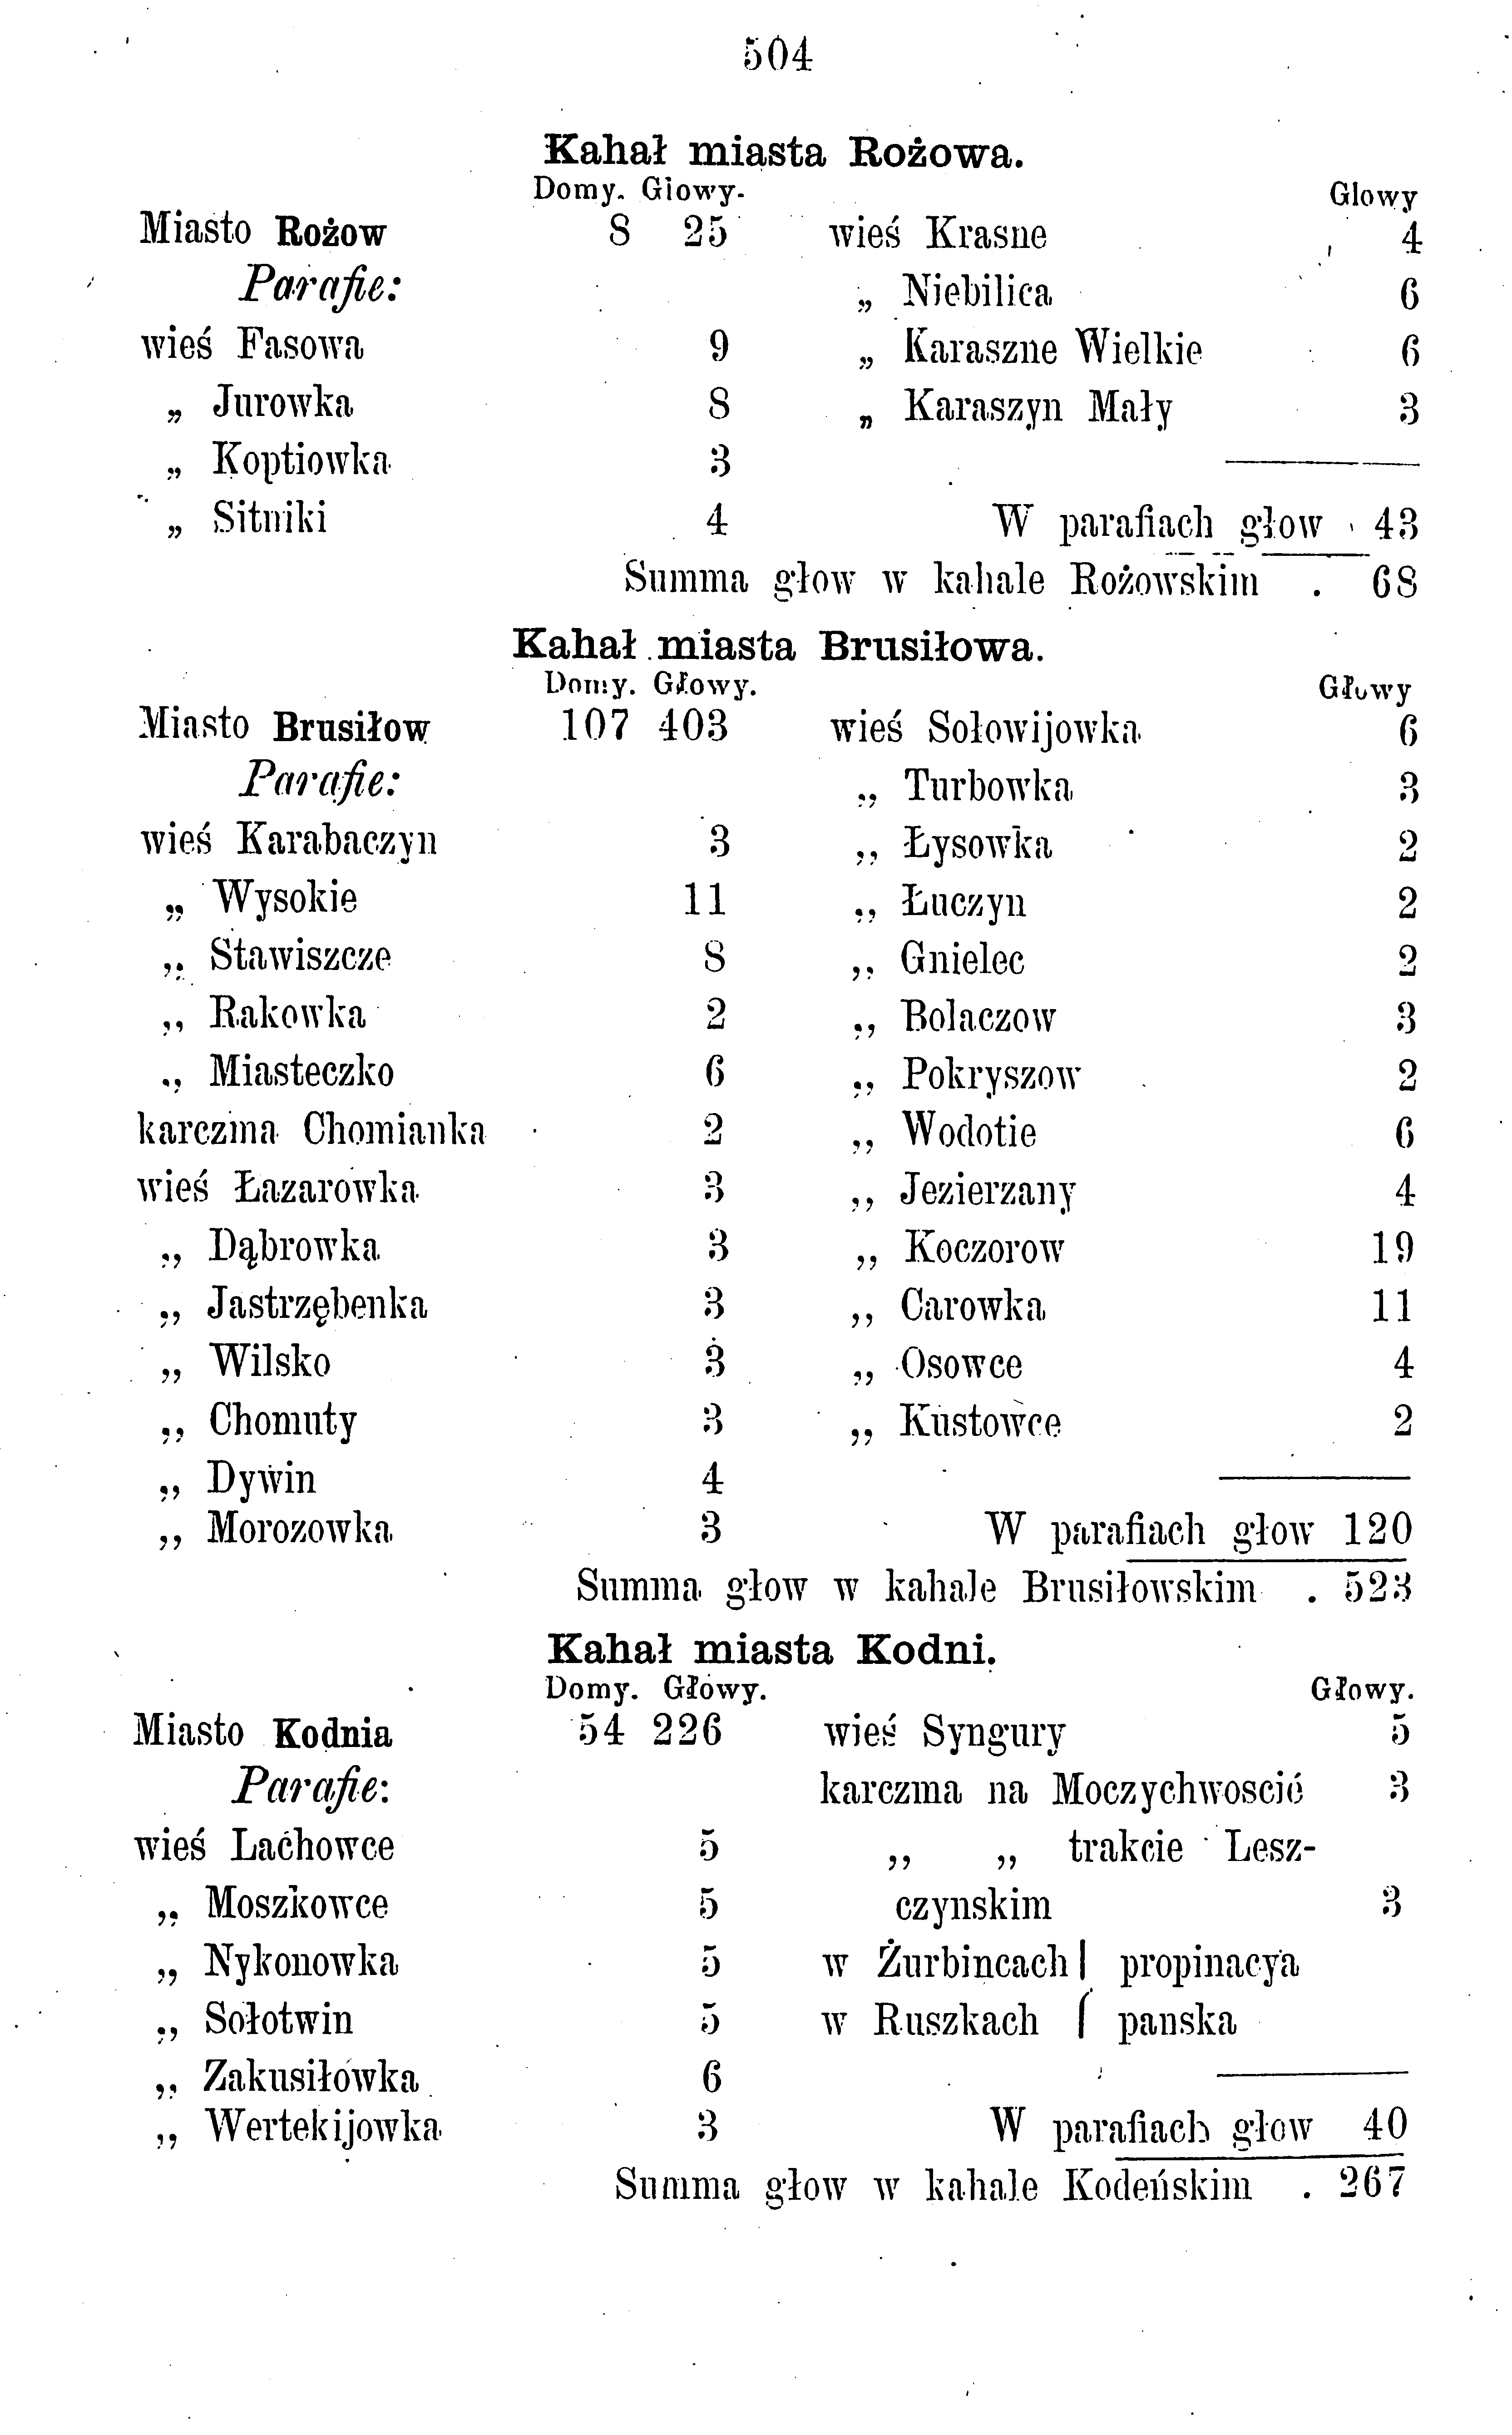 504
Kahał miasta Rożowa.
Domy. Głowy.
Miasto Rożow 8 25
Parafie:
wieś Fasowa 9
„ Jurowka 8
„ Koptiowka 3
„ Sitniki 4
Głowy
wieś Krasne 4
„ Niebilica 6
„ Karaszne Wielkie 6
„ Karaszyn Mały 3
W parafiach głow 43
Summa głow w kahale Rożowskim . 68
Kahał miasta Brusiłowa.
Domy. Głowy.
Miasto Brusiłow 107 403
Parafie:
wieś Karabaczyn 3
„ Wysokie 11
„ Stawiszcze 8
„ Rakowka 2
„ Miasteczko 6
karczma Chomianka 2
wieś Łazarowka 3
„ Dąbrowka 3
„ Jastrzębenka 3
„ Wilsko 3
„ Chomuty 3
„ Dywin 4
„ Morozowka 3
Głowy
wieś Sołowijowka 6
„ Turbowka 3
„ Łysowka 2
„ Łuczyn 2
„ Gnielec 2
„ Bolaczow 3
„ Pokryszow 2
„ Wodotie 6
„ Jezierzany 4
„ Koczorow 19
„ Carowka 11
„ Osowce 4
„ Kustowce 2
W parafiach głow 120
Summa głow w kahale Brusiłowskim . 523
Kahał miasta Kodni.
Domy. Głowy.
Miasto Kodnia 54 226
Parafie:
wieś Lachowce 5
„ Moszkowce 5
„ Nykonowka 5
„ Sołotwin 5
„ Zakusiłowka 6
„ Wertekijowka 3
Głowy.
wieś Syngury 5
karczma na Moczychwoscić 3
„ „ trakcie Lesz-
czynskim 3
w Żurbincach | propinacya
w Ruszkach ( panska
W parafiach głow 40
Summa głow w kahale Kodeńskim . 267